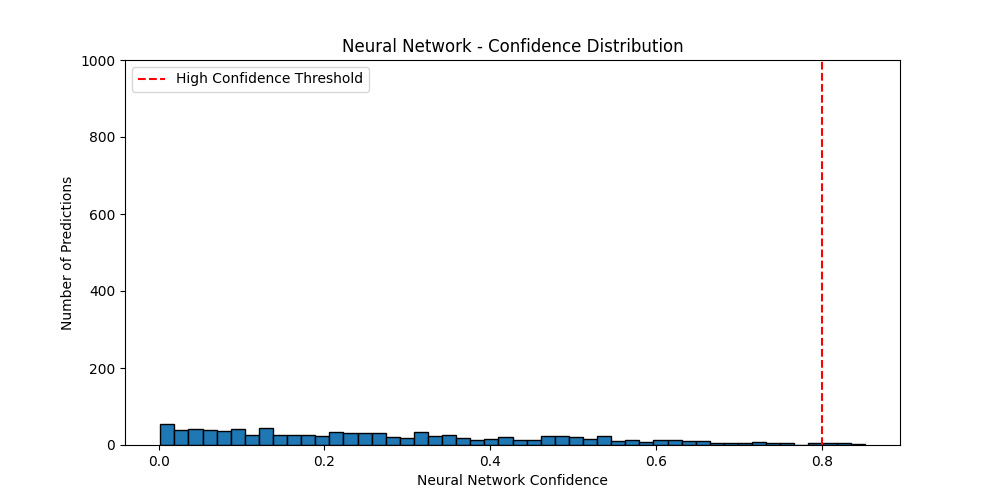 Neural Network - Confidence Distribution
High Confidence Threshold
1000
800
600
400
200
0
Number of Predictions
0.0 0.2 0.4 0.6 0.8
Neural Network Confidence